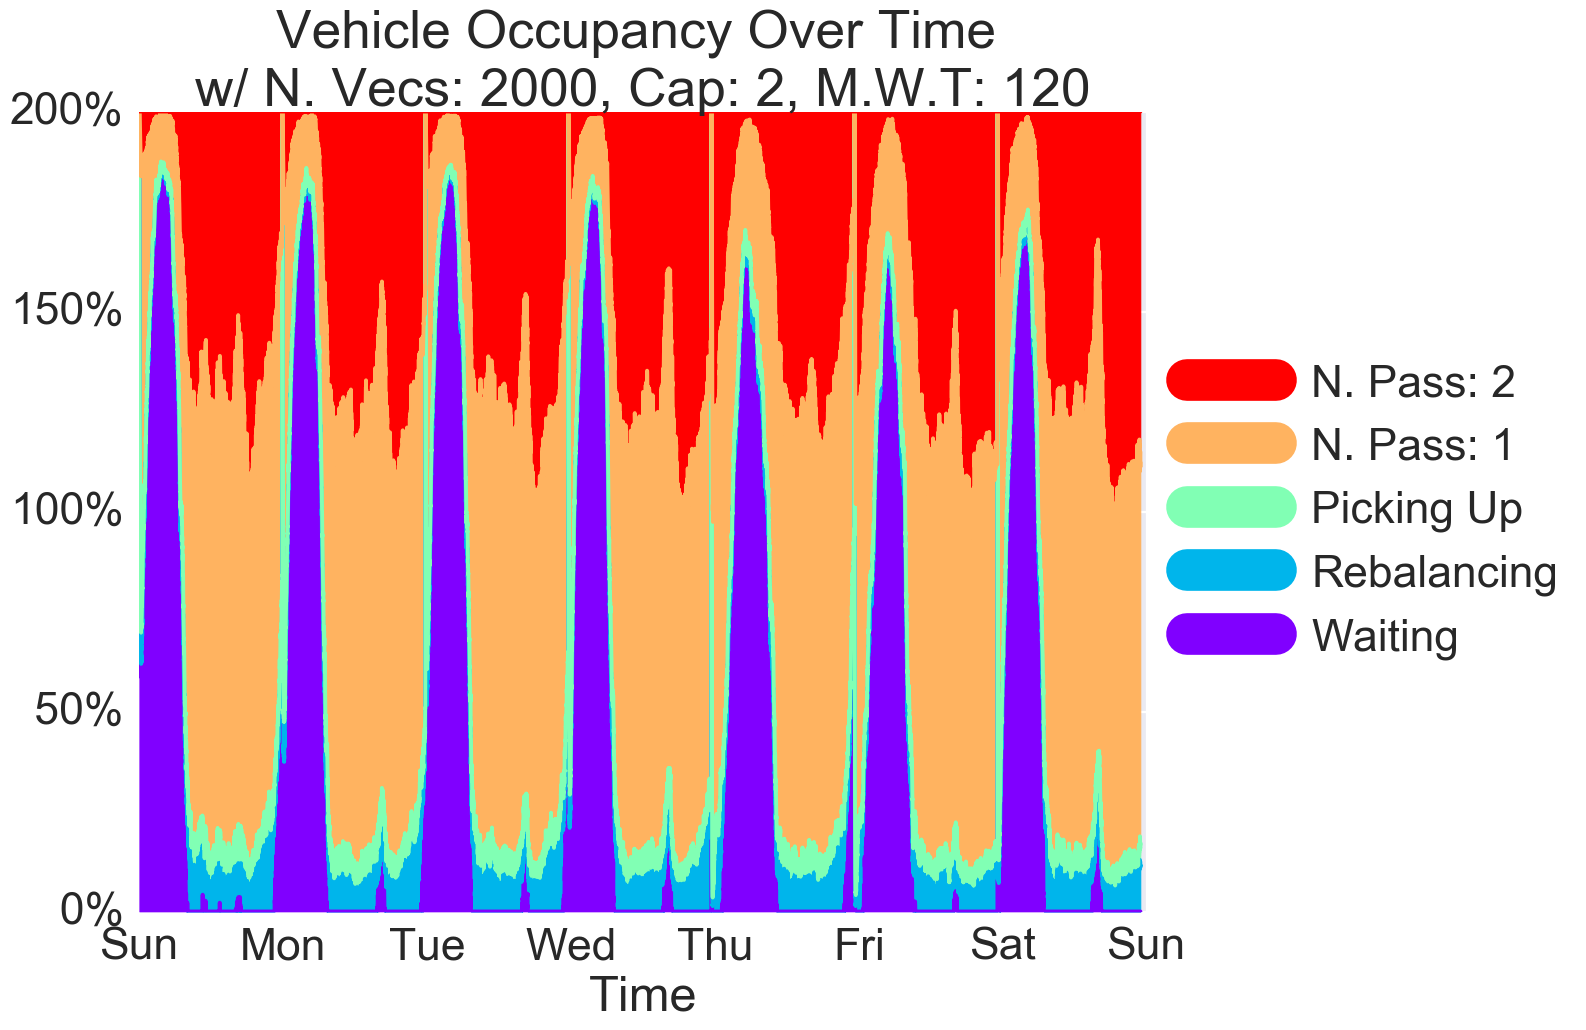 Vehicle Occupancy Over Time
w/ N. Vecs: 2000, Cap: 2, M.W.T: 120
200%
150%
100%
50%
0%
Sun Mon Tue Wed Thu Fri Sat Sun
Time
N. Pass: 2
N. Pass: 1
Picking Up
Rebalancing
Waiting